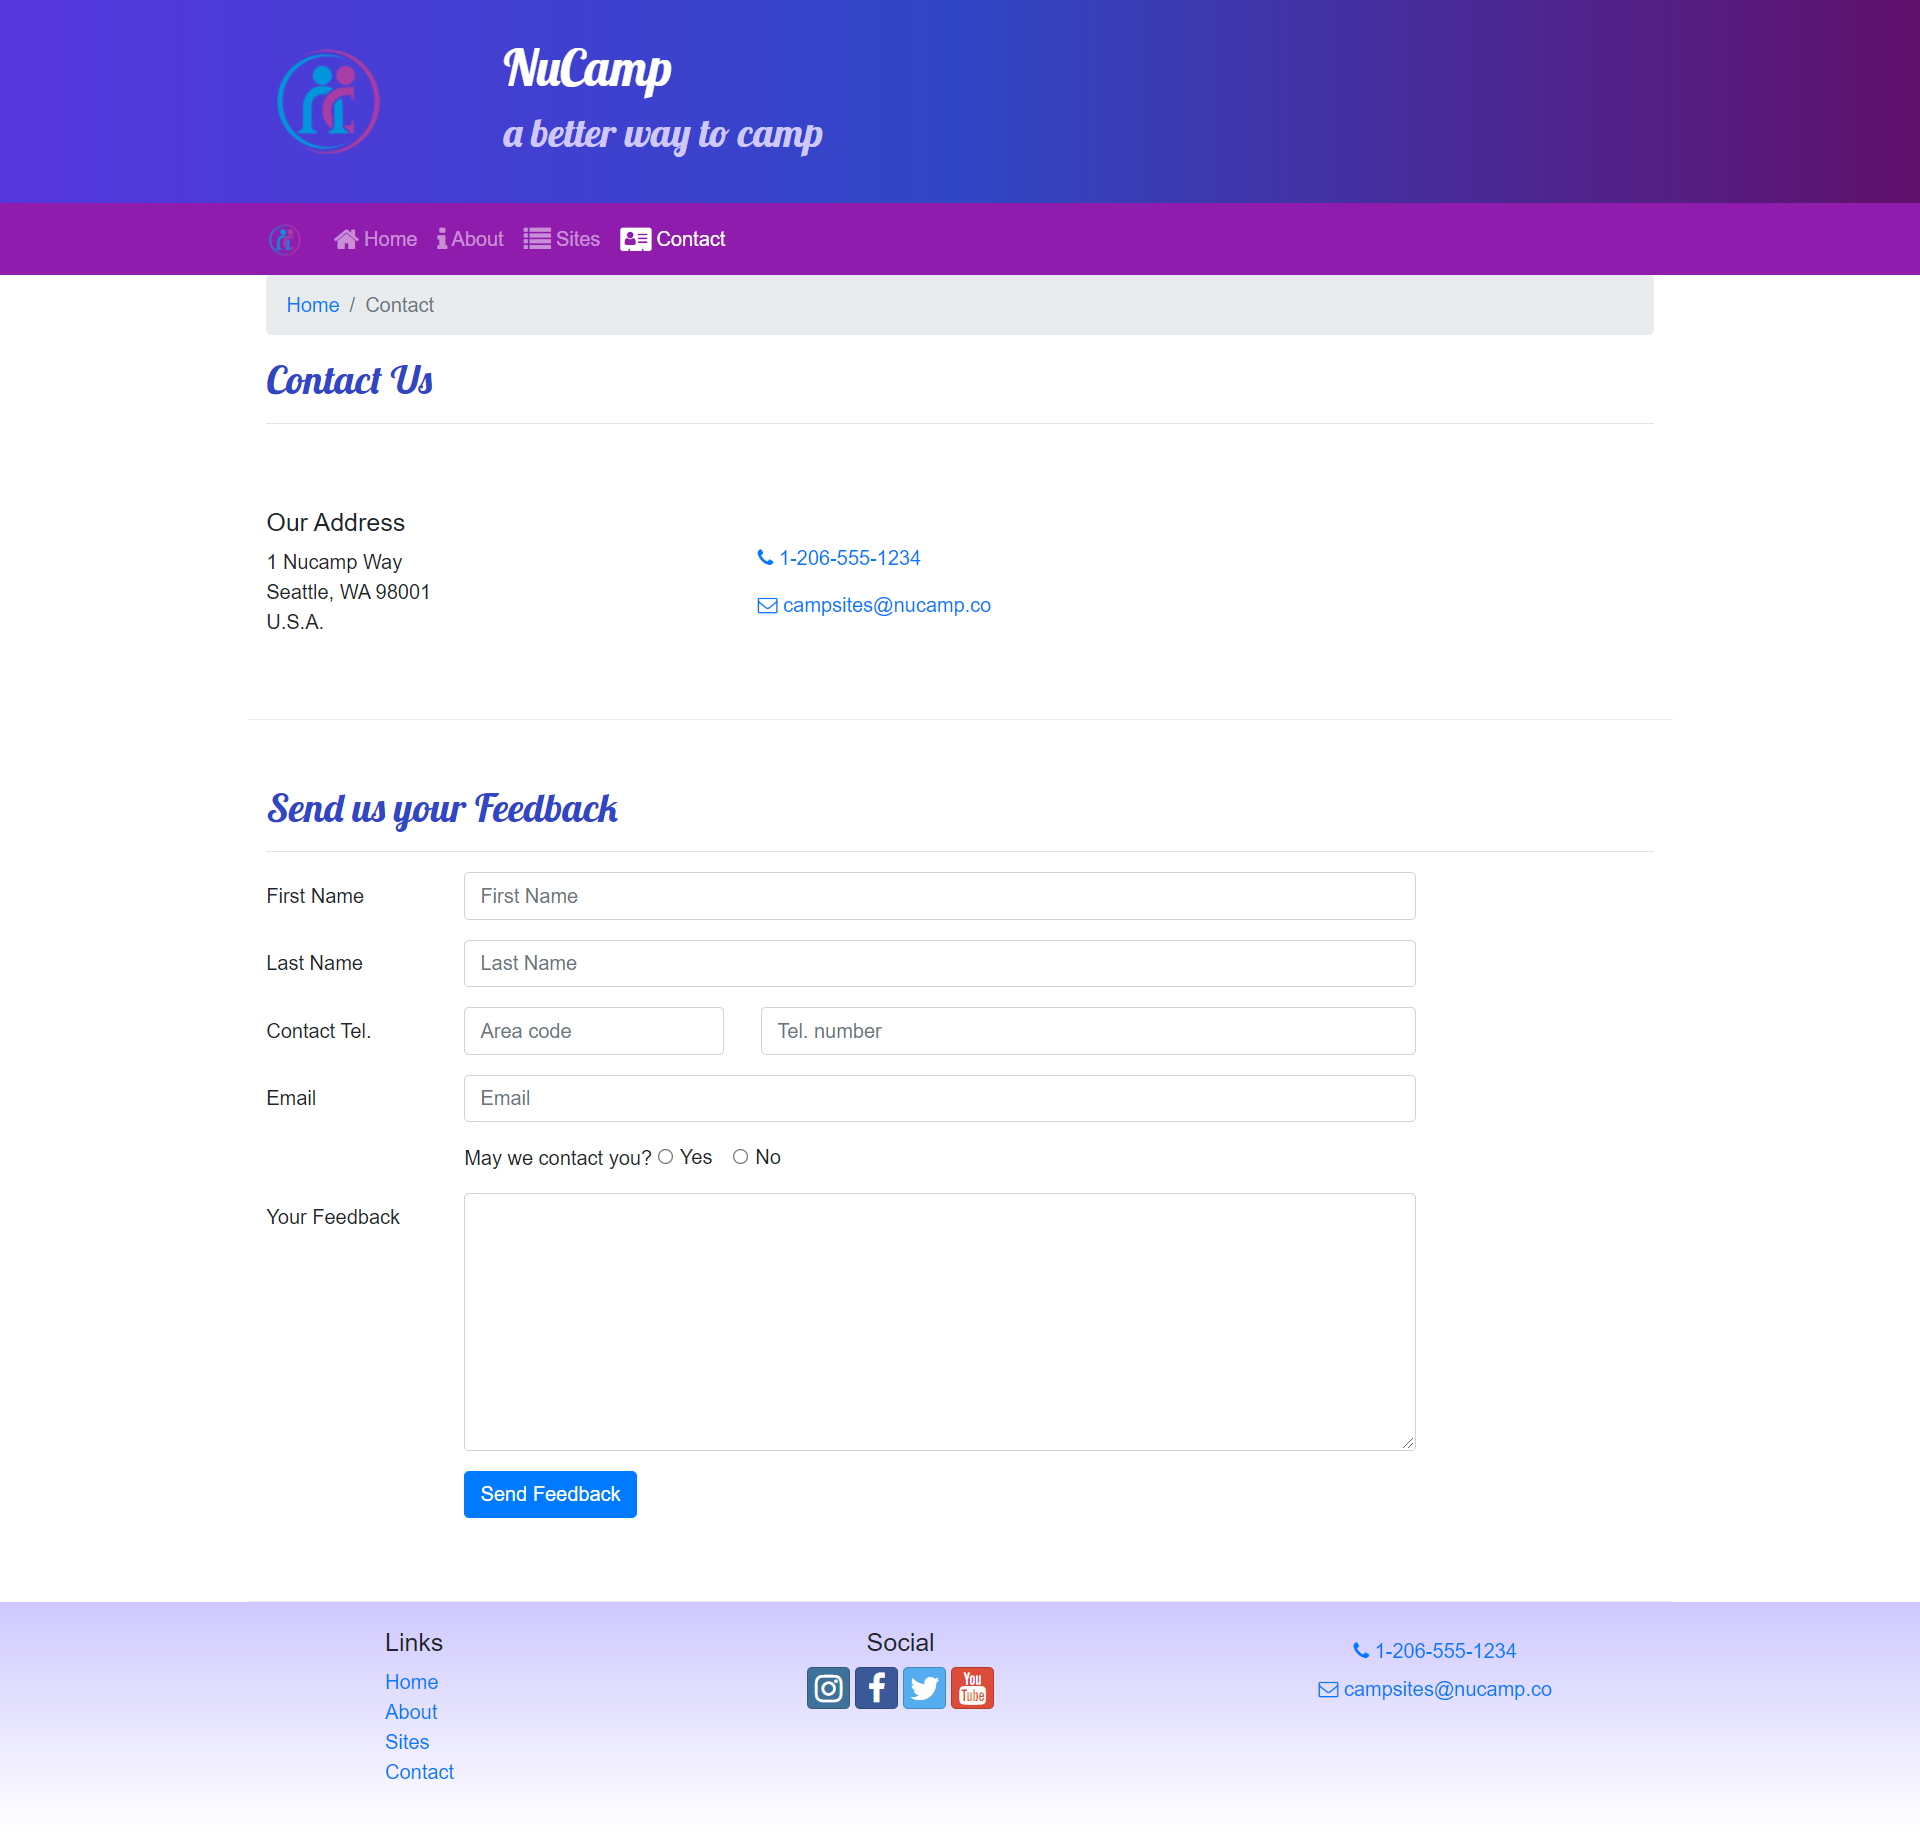 NuCamp
a better way to camp
Home About Sites Contact
Home / Contact
Contact Us
Our Address
1 Nucamp Way
Seattle, WA 98001
U.S.A.
1-206-555-1234
campsites@nucamp.co
Send us your Feedback
First Name First Name
Last Name Last Name
Contact Tel. Area code Tel. number
Email Email
May we contact you? Yes No
Your Feedback
Send Feedback
Links
Home
About
Sites
Contact
Social
You
Tube
1-206-555-1234
campsites@nucamp.co